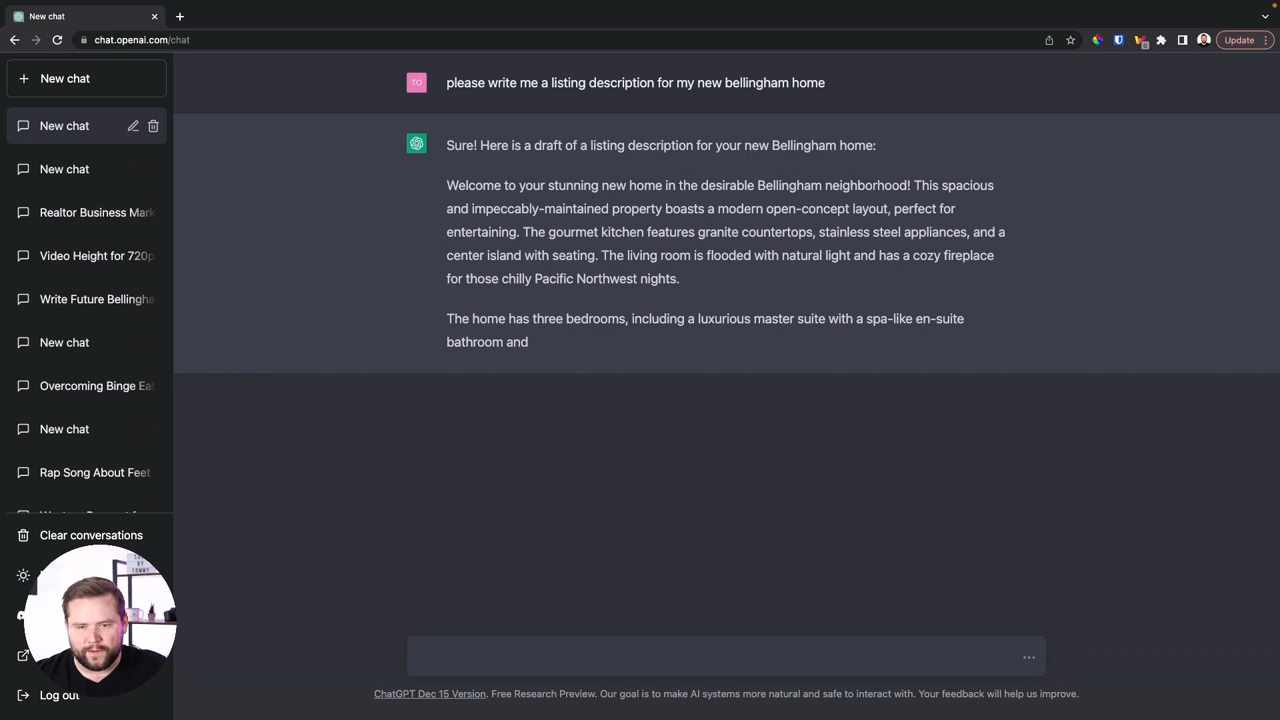 New chat
chat.openai.com/chat
Update
New chat
New chat
New chat
Realtor Business Mark
Video Height for 720p
Write Future Bellingha
New chat
Overcoming Binge Eat
New chat
Rap Song About Feet
Clear conversations
Log out
TO
please write me a listing description for my new bellingham home
Sure! Here is a draft of a listing description for your new Bellingham home:
Welcome to your stunning new home in the desirable Bellingham neighborhood! This spacious
and impeccably-maintained property boasts a modern open-concept layout, perfect for
entertaining. The gourmet kitchen features granite countertops, stainless steel appliances, and a
center island with seating. The living room is flooded with natural light and has a cozy fireplace
for those chilly Pacific Northwest nights.
The home has three bedrooms, including a luxurious master suite with a spa-like en-suite
bathroom and
ChatGPT Dec 15 Version. Free Research Preview. Our goal is to make AI systems more natural and safe to interact with. Your feedback will help us improve.